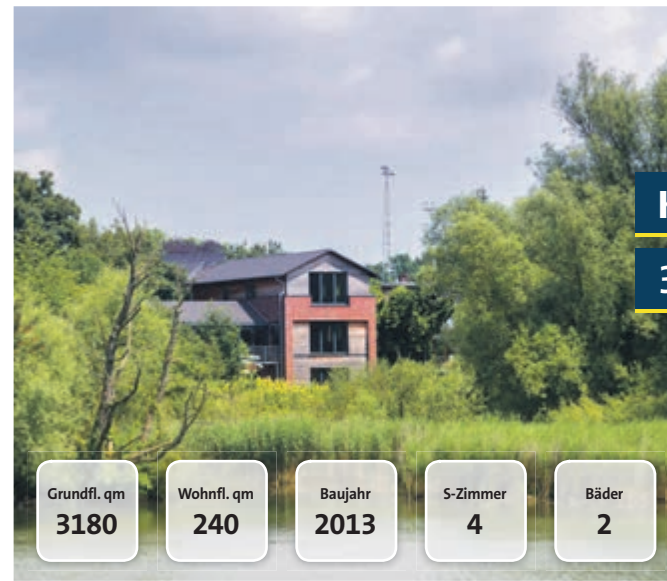 Grundfl. qm
3180
Wohnfl. qm
240
Baujahr
2013
S-Zimmer
4
Bäder
2